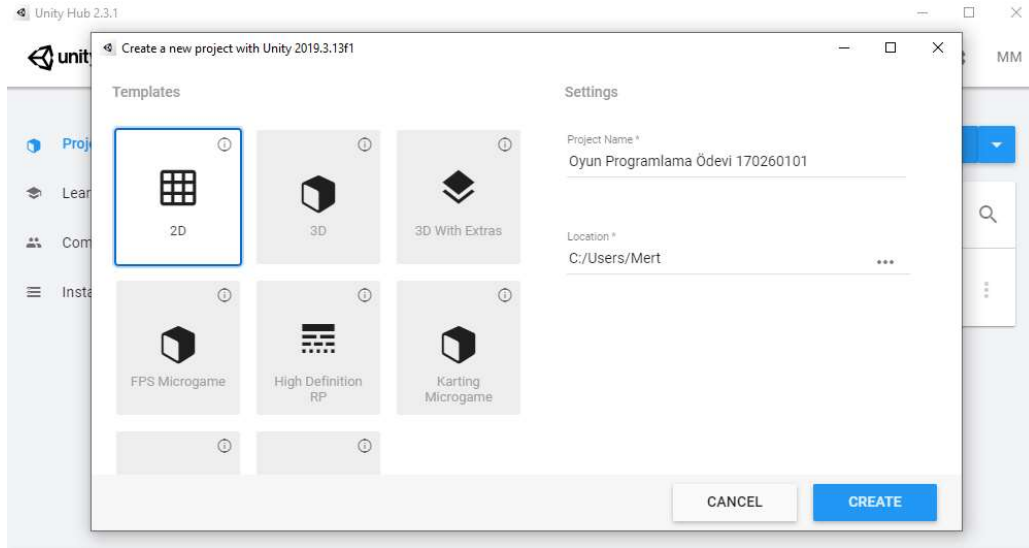 Unity Hub 2.3.1
unity
MM
Create a new project with Unity 2019.3.13f1
Templates
Settings
Project Name *
Oyun Programlama Ödevi 170260101
Location *
C:/Users/Mert
...
2D
3D
3D With Extras
FPS Microgame
High Definition
RP
Karting
Microgame
Proje
Lear
Com
Insta
CANCEL
CREATE